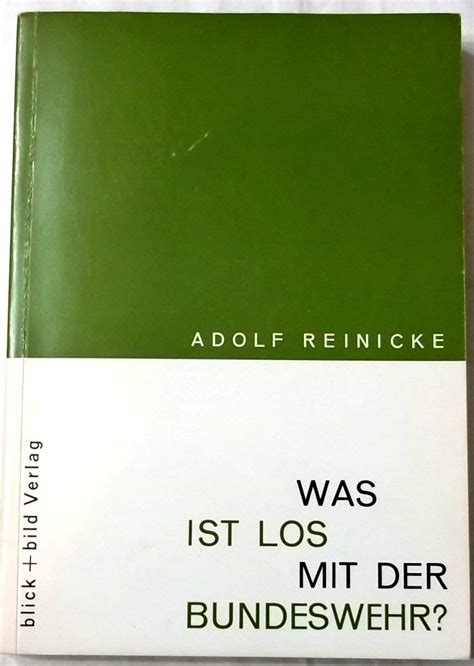 ADOLF REINICKE
WAS
IST LOS
MIT DER
BUNDESWEHR?
blick + bild Verlag